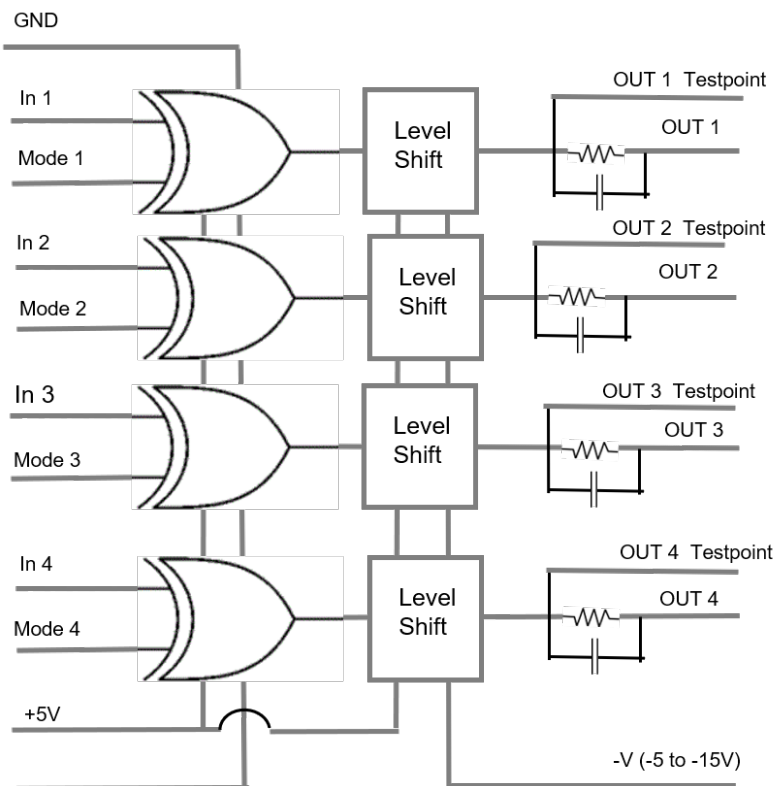 GND
In 1
Mode 1
Level
Shift
OUT 1 Testpoint
OUT 1
In 2
Mode 2
Level
Shift
OUT 2 Testpoint
OUT 2
In 3
Mode 3
Level
Shift
OUT 3 Testpoint
OUT 3
In 4
Mode 4
Level
Shift
OUT 4 Testpoint
OUT 4
+5V
-V (-5 to -15V)